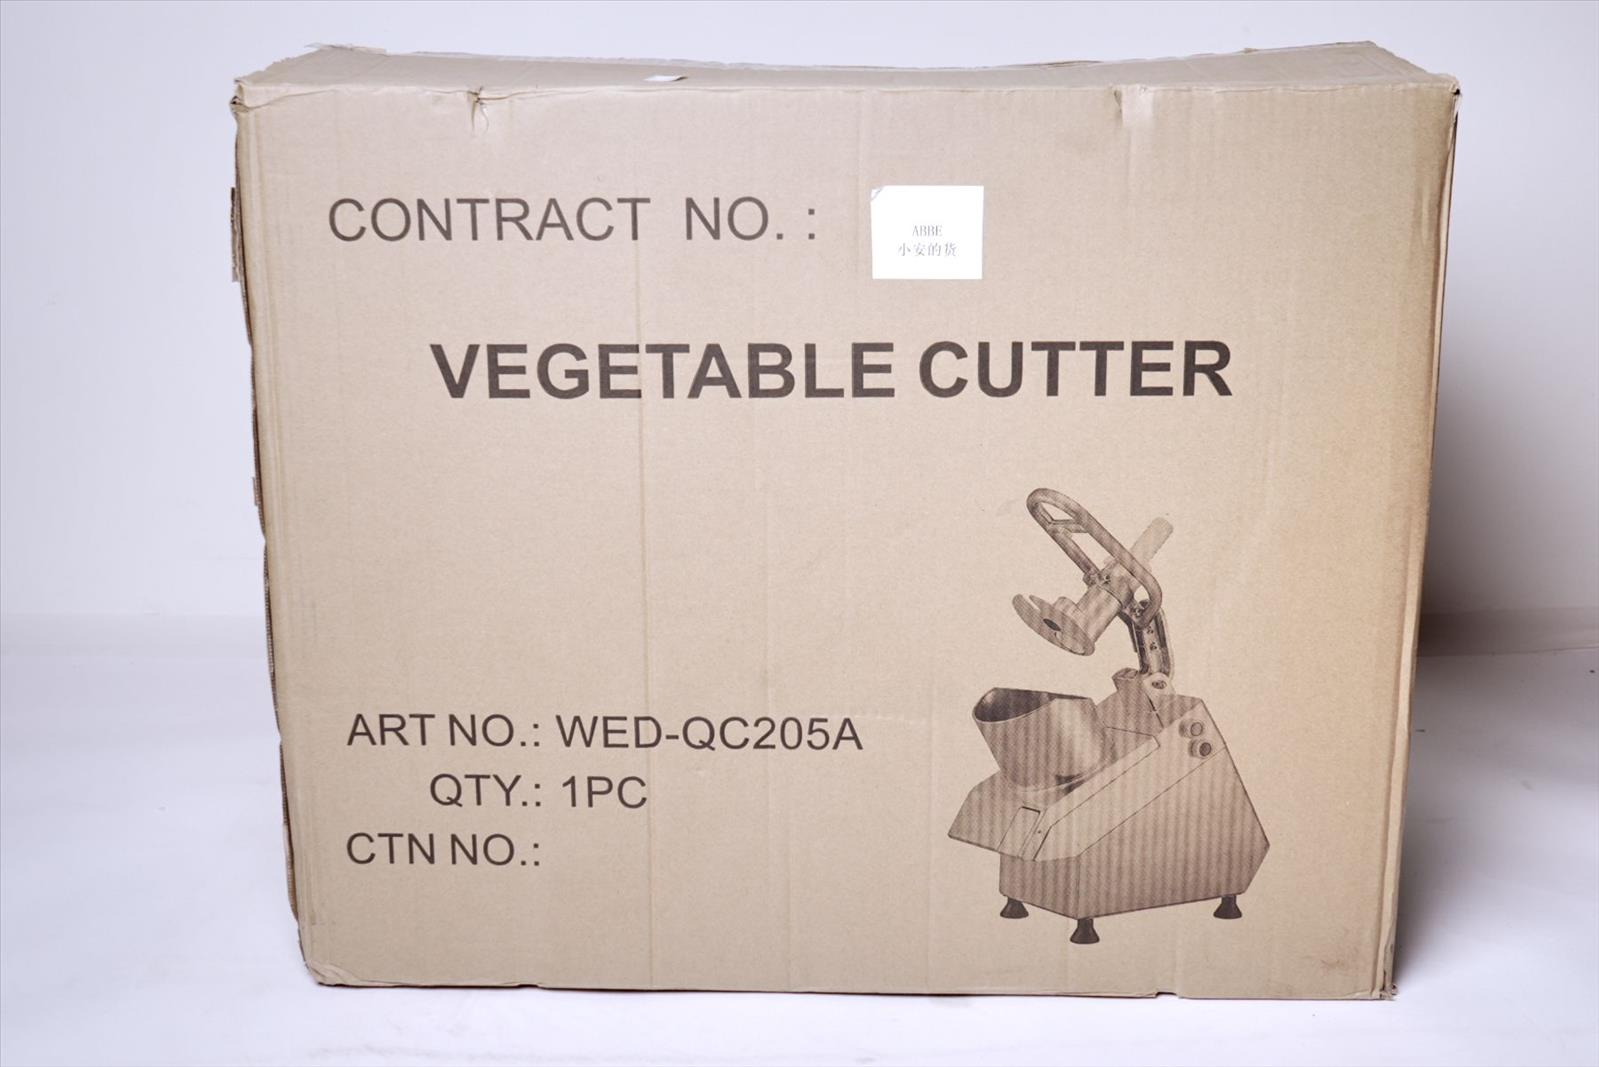 CONTRACT NO. :
ABBE
小安的货
VEGETABLE CUTTER
ART NO.: WED-QC205A
QTY.: 1PC
CTN NO.: